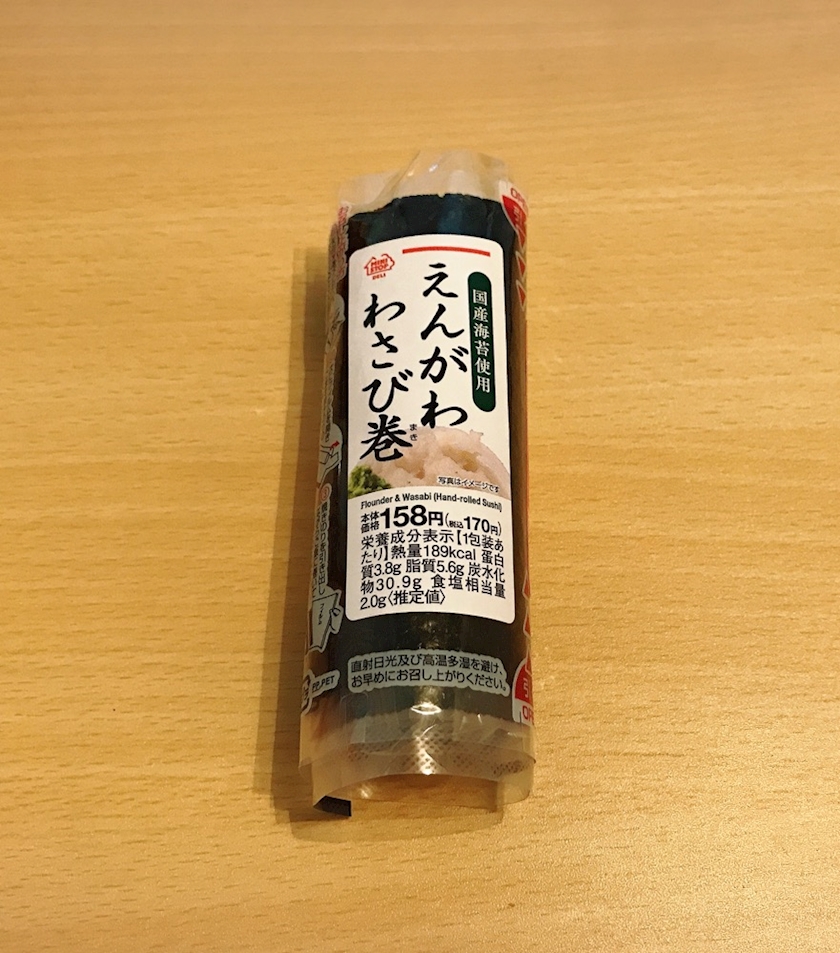 MINI
STOP
DELI
国産海苔使用
えんがわ
わさび巻
まき
写真はイメージです
Flounder & Wasabi (Hand-rolled Sushi)
本体価格158円(税込170円)
栄養成分表示【1包装あ
たり】熱量189kcal 蛋白
質3.8g 脂質5.6g 炭水化
物30.9g 食塩相当量
2.0g〈推定値〉
直射日光及び高温多湿を避け、
お早めにお召し上がりください。
PP,PET